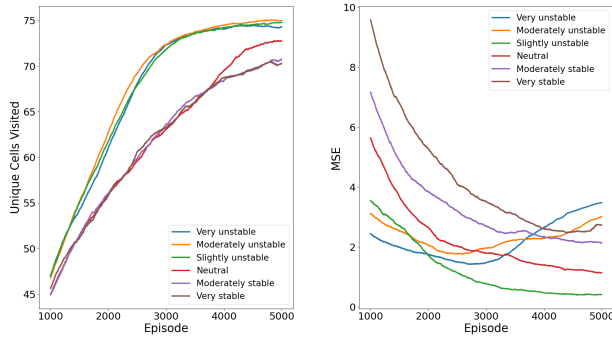 75
70
65
60
55
50
45
Unique Cells Visited
1000
2000
3000
4000
5000
Episode
Very unstable
Moderately unstable
Slightly unstable
Neutral
Moderately stable
Very stable
10
8
6
4
2
0
MSE
1000
2000
3000
4000
5000
Episode
Very unstable
Moderately unstable
Slightly unstable
Neutral
Moderately stable
Very stable